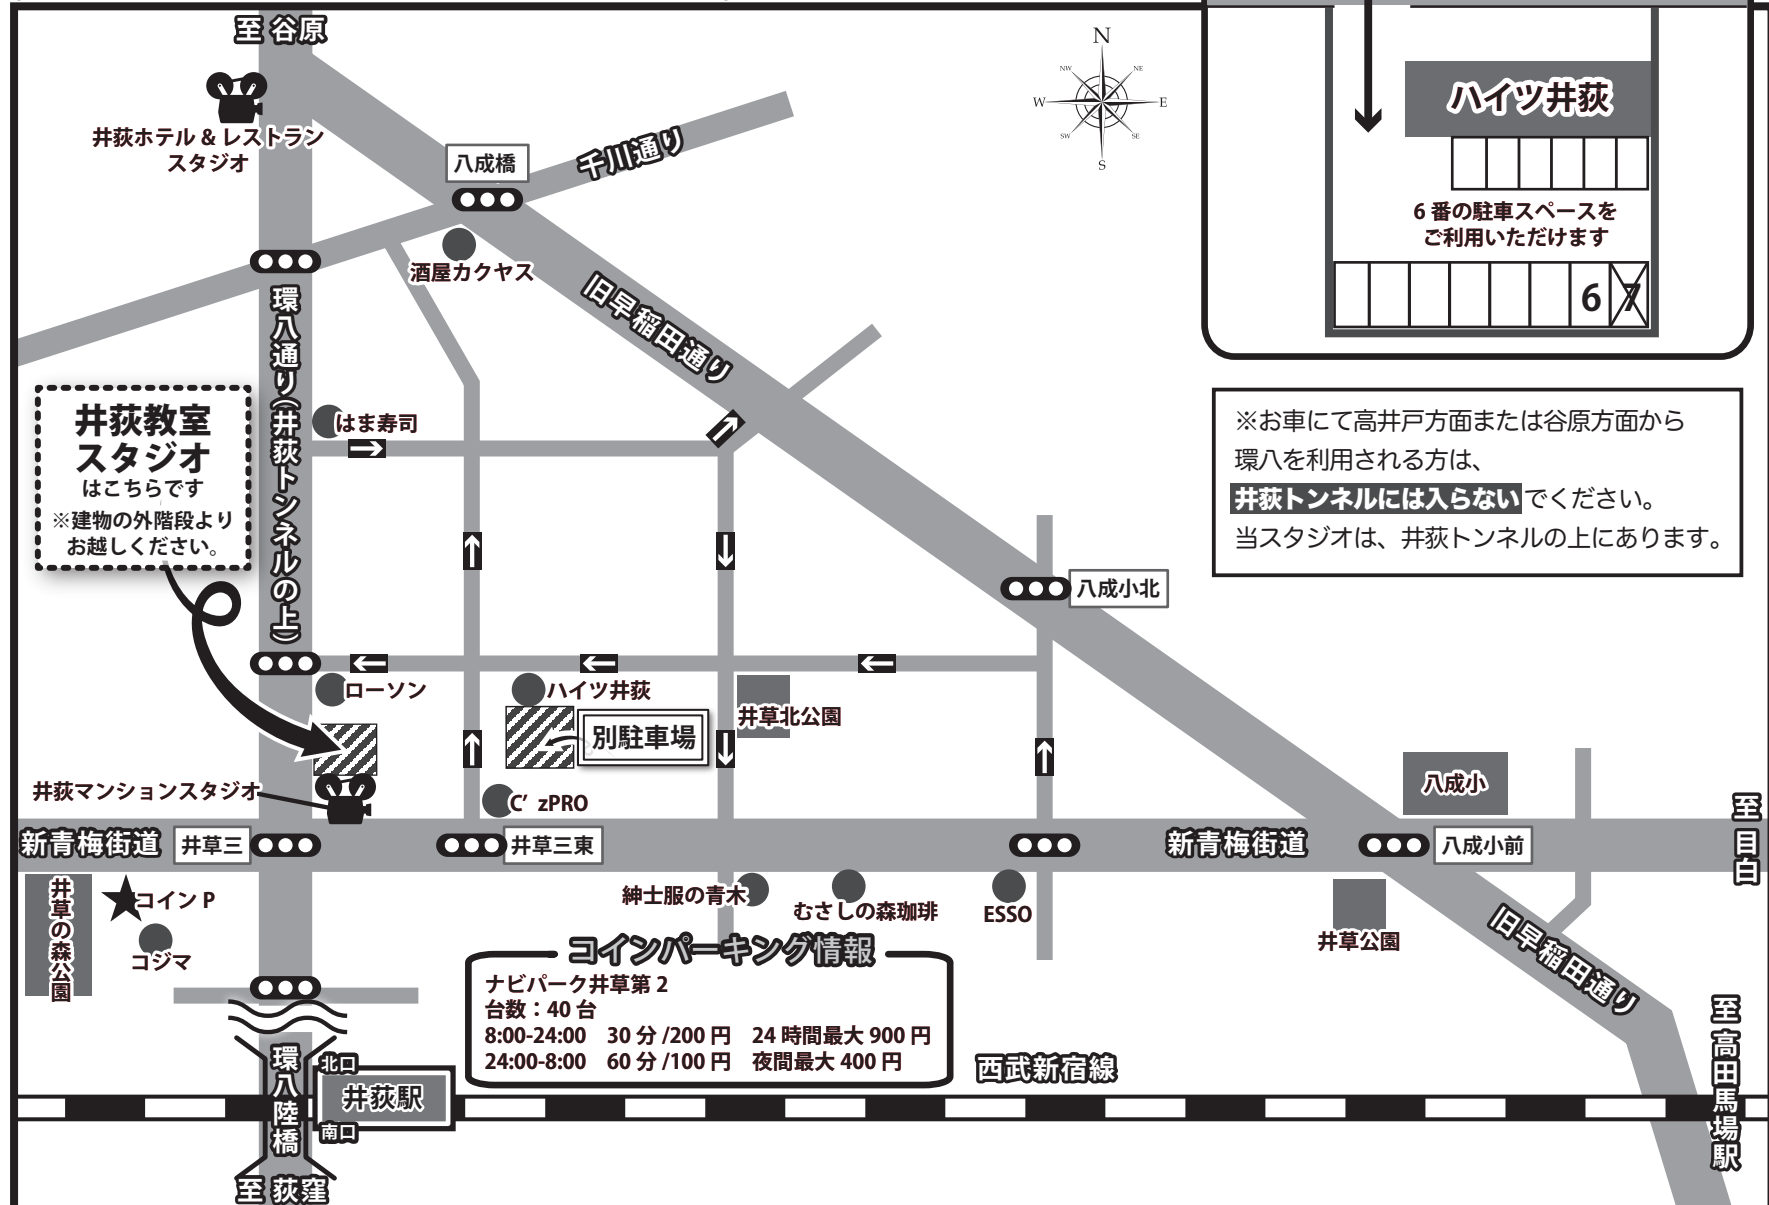 至 谷原
井荻ホテル & レストラン
スタジオ
八成橋
千川通り
酒屋カクヤス
N
NW
NE
W
E
SW
SE
S
ハイツ井荻
6 番の駐車スペースを
ご利用いただけます
6 7
環八通り(井荻トンネルの上)
旧早稲田通り
井荻教室
スタジオ
はこちらです
※建物の外階段より
お越しください。
はま寿司
→
↗
※お車にて高井戸方面または谷原方面から
環八を利用される方は、
井荻トンネルには入らないでください。
当スタジオは、井荻トンネルの上にあります。
↑
↓
八成小北
← ← ←
ローソン
ハイツ井荻
井草北公園
別駐車場
↑
↓
↑
井荻マンションスタジオ
C’zPRO
八成小
新青梅街道
井草三
井草三東
新青梅街道
八成小前
至目白
井草の森公園
コイン P
コジマ
紳士服の青木
むさしの森珈琲
ESSO
井草公園
旧早稲田通り
コインパーキング情報
ナビパーク井草第 2
台数：40 台
8:00-24:00 30 分 /200 円 24 時間最大 900 円
24:00-8:00 60 分 /100 円 夜間最大 400 円
西武新宿線
至高田馬場駅
環八陸橋
北口
井荻駅
南口
至 荻窪